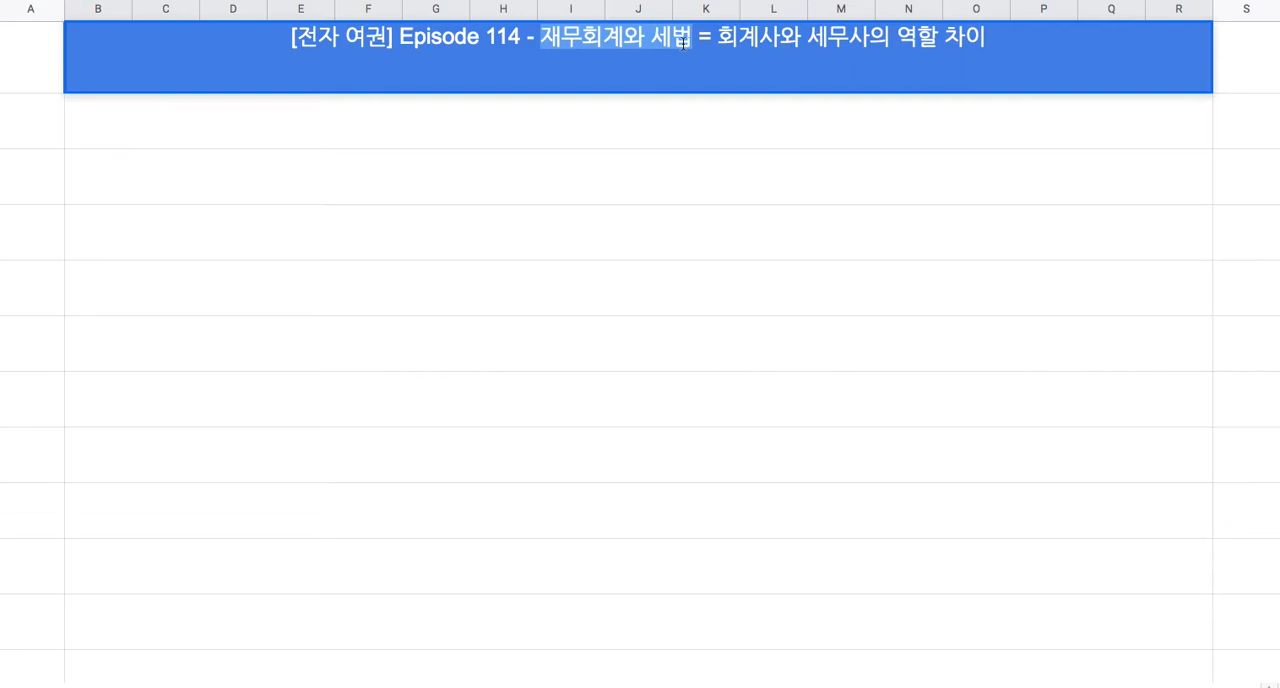 A B C D E F G H I J K L M N O P Q R S
[전자 여권] Episode 114 - 재무회계와 세법 = 회계사와 세무사의 역할 차이